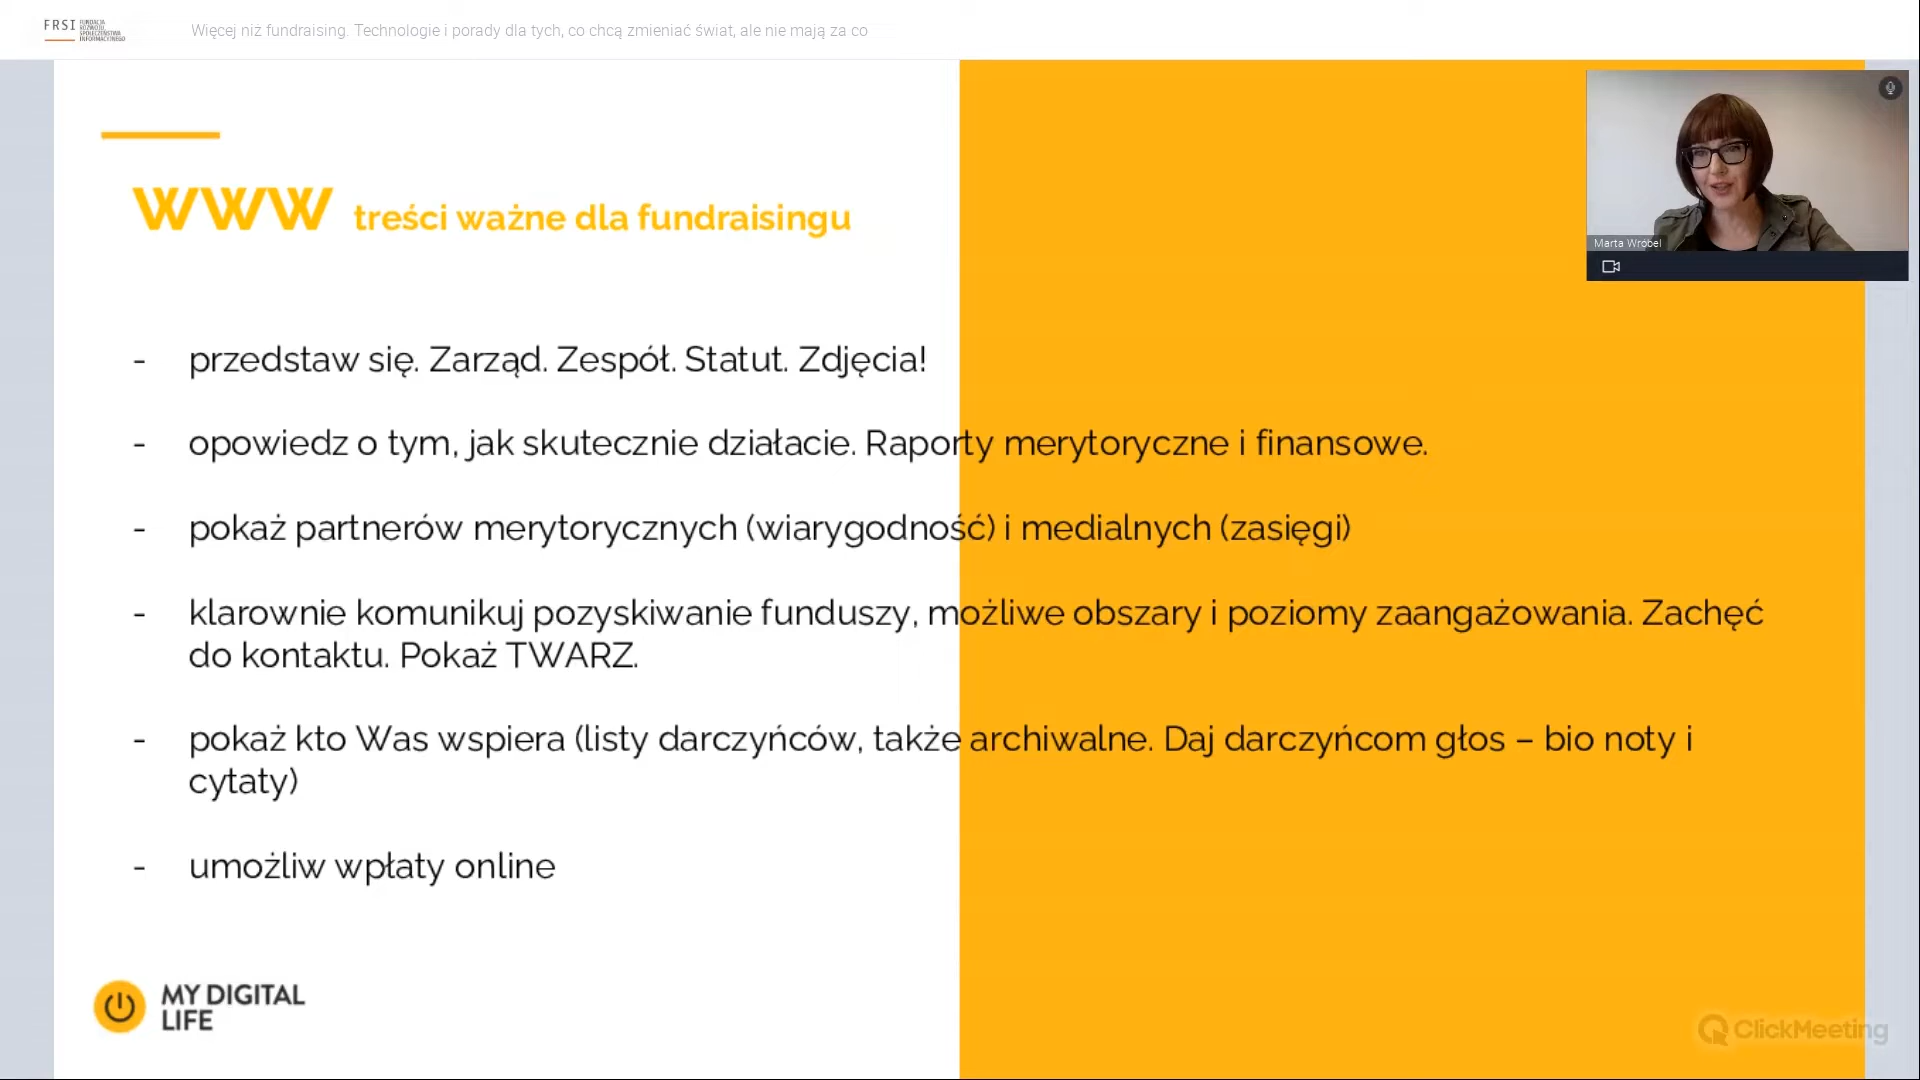 FRSI FUNDACJA
ROZWOJU
SPOŁECZEŃSTWA
INFORMACYJNEGO
Więcej niż fundraising. Technologie i porady dla tych, co chcą zmieniać świat, ale nie mają za co
Marta Wróbel
WWW treści ważne dla fundraisingu
- przedstaw się. Zarząd. Zespół. Statut. Zdjęcia!
- opowiedz o tym, jak skutecznie działacie. Raporty merytoryczne i finansowe.
- pokaż partnerów merytorycznych (wiarygodność) i medialnych (zasięgi)
- klarownie komunikuj pozyskiwanie funduszy, możliwe obszary i poziomy zaangażowania. Zachęć
do kontaktu. Pokaż TWARZ.
- pokaż kto Was wspiera (listy darczyńców, także archiwalne. Daj darczyńcom głos – bio noty i
cytaty)
- umożliw wpłaty online
MY DIGITAL
LIFE
ClickMeeting